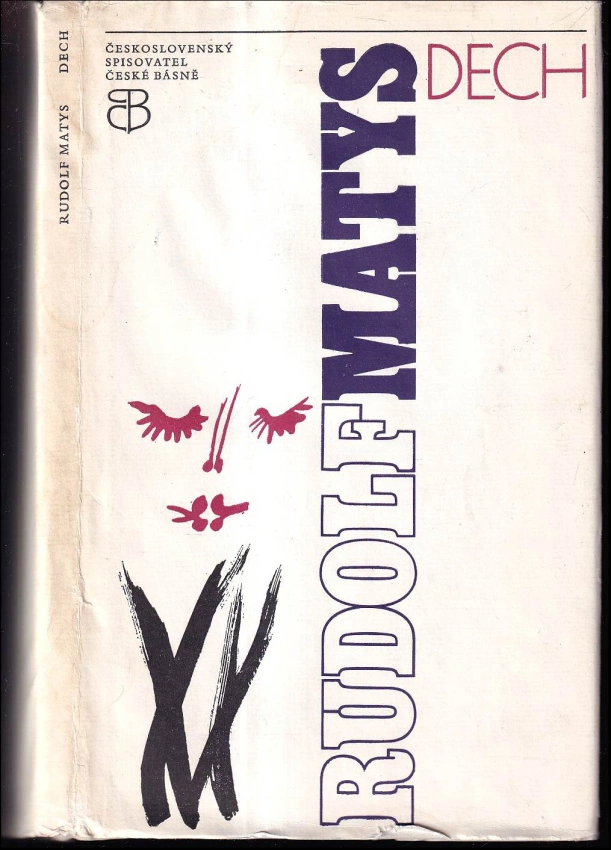 RUDOLF MATYS DECH
ČESKOSLOVENSKÝ
SPISOVATEL
ČESKÉ BÁSNĚ
DECH
RUDOLF MATYS